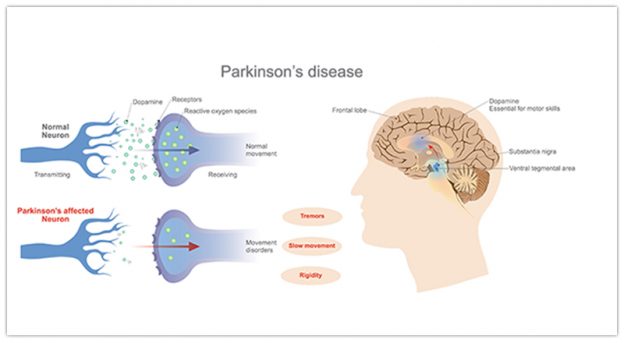 Parkinson's disease
Dopamine
Receptors
Reactive oxygen species
Normal
Neuron
Transmitting
Normal
movement
Receiving
Parkinson's affected
Neuron
Movement
disorders
Tremors
Slow movement
Rigidity
Frontal lobe
Dopamine
Essential for motor skills
Substantia nigra
Ventral tegmental area